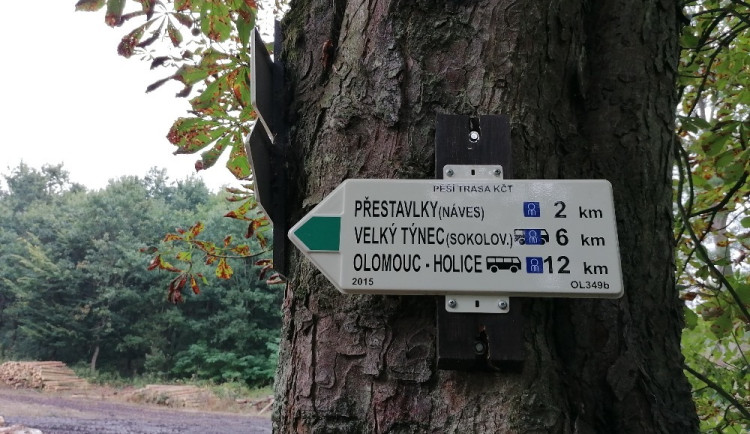 PĚŠÍ TRASA KČT
PŘESTAVLKY (NÁVES) 2 km
VELKÝ TÝNEC (SOKOLOV.) 6 km
OLOMOUC - HOLICE 12 km
2015 OL349b